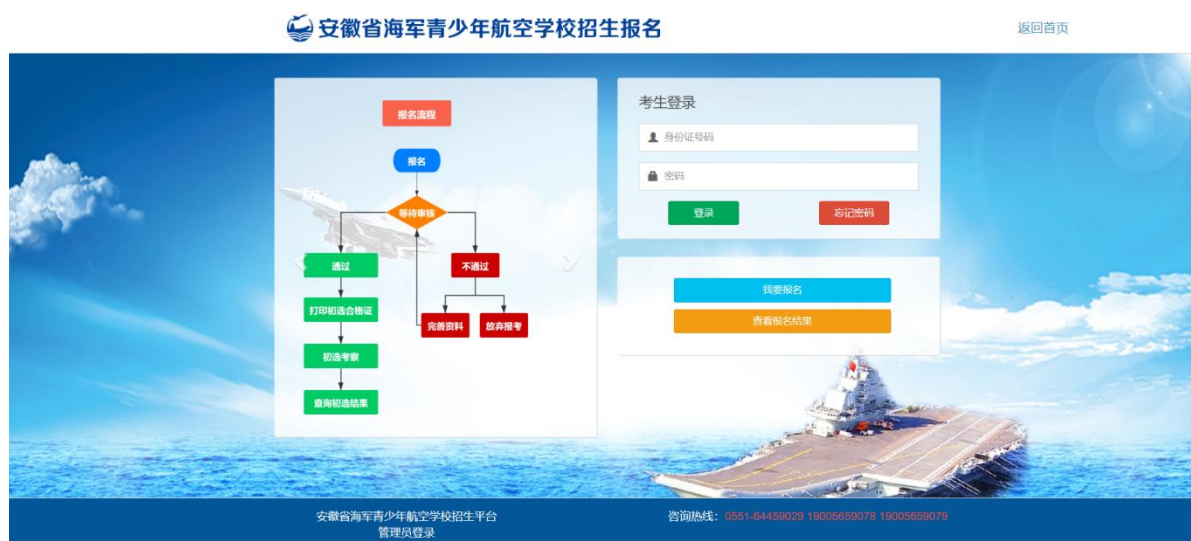 安徽省海军青少年航空学校招生报名
返回首页
报名流程
报名
等待审核
通过
不通过
打印初选合格证
完善资料
放弃报考
初选考察
查询初选结果
考生登录
身份证号码
密码
登录
忘记密码
我要报名
查看报名结果
安徽省海军青少年航空学校招生平台
管理员登录
咨询热线：0551-64459029 19005659078 19005659079